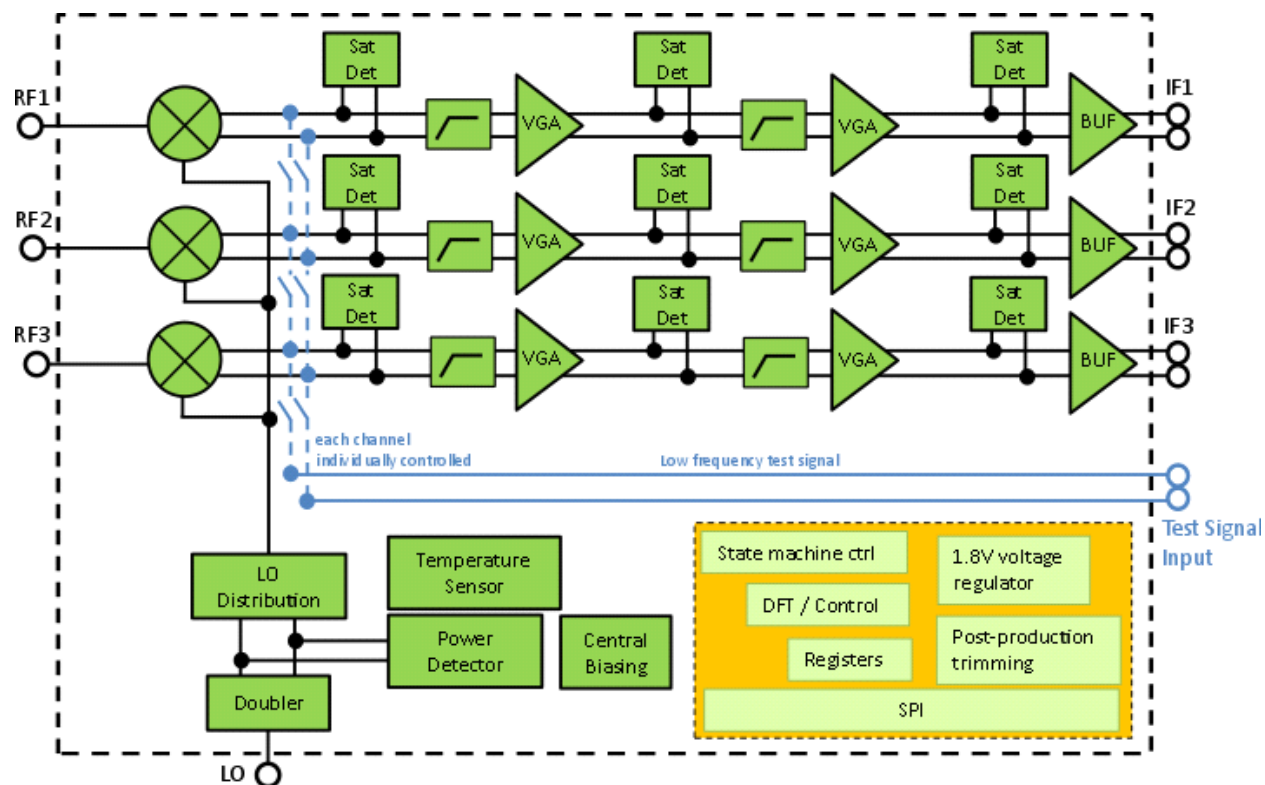 Sat
Det
Sat
Det
Sat
Det
RF1
IF1
VGA
VGA
BUF
Sat
Det
Sat
Det
Sat
Det
RF2
IF2
VGA
VGA
BUF
Sat
Det
Sat
Det
Sat
Det
RF3
IF3
VGA
VGA
BUF
each channel
individually controlled
Low frequency test signal
Test Signal
Input
LO
Distribution
Temperature
Sensor
Power
Detector
Central
Biasing
Doubler
LO
State machine ctrl
1.8V voltage
regulator
DFT / Control
Registers
Post-production
trimming
SPI